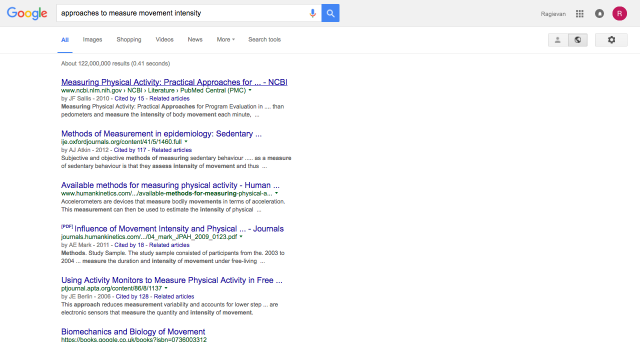 Google approaches to measure movement intensity Ragiavan R
All Images Shopping Videos News More Search tools
About 122,000,000 results (0.41 seconds)
Measuring Physical Activity: Practical Approaches for ... - NCBI
www.ncbi.nlm.nih.gov › NCBI › Literature › PubMed Central (PMC)
by JF Sallis - 2010 - Cited by 15 - Related articles
Measuring Physical Activity: Practical Approaches for Program Evaluation in .... than
pedometers and measure the intensity of body movement each minute, ...
Methods of Measurement in epidemiology: Sedentary ...
ije.oxfordjournals.org/content/41/5/1460.full
by AJ Atkin - 2012 - Cited by 117 - Related articles
Subjective and objective methods of measuring sedentary behaviour ..... as a measure
of sedentary behaviour is that they assess intensity of movement and thus ...
Available methods for measuring physical activity - Human ...
www.humankinetics.com/.../available-methods-for-measuring-physical-a...
Accelerometers are devices that measure bodily movements in terms of acceleration.
This measurement can then be used to estimate the intensity of physical ...
[PDF] Influence of Movement Intensity and Physical ... - Journals
journals.humankinetics.com/.../04_mark_JPAH_2009_0123.pdf
by AE Mark - 2011 - Cited by 18 - Related articles
Methods. Study Sample. The study sample consisted of participants from the. 2003 to
2004 ... measure the duration and intensity of movement under free-living ...
Using Activity Monitors to Measure Physical Activity in Free ...
ptjournal.apta.org/content/86/8/1137
by JE Berlin - 2006 - Cited by 128 - Related articles
This approach reduces measurement variability and accounts for lower step ... are
electronic sensors that measure the quantity and intensity of movement.
Biomechanics and Biology of Movement
https://books.google.co.uk/books?isbn=0736003312